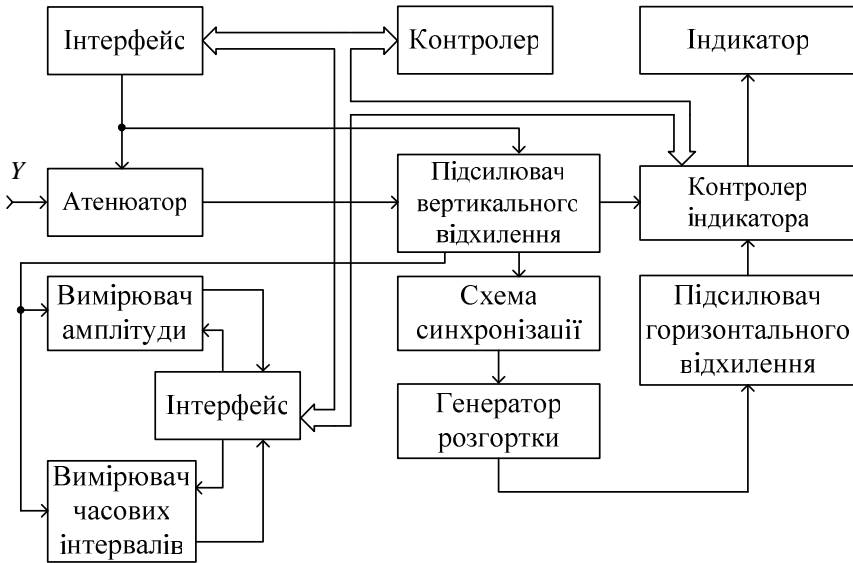 Інтерфейс
Контролер
Індикатор
Y
Атенюатор
Підсилювач
вертикального
відхилення
Контролер
індикатора
Вимірювач
амплітуди
Схема
синхронізації
Підсилювач
горизонтального
відхилення
Інтерфейс
Генератор
розгортки
Вимірювач
часових
інтервалів